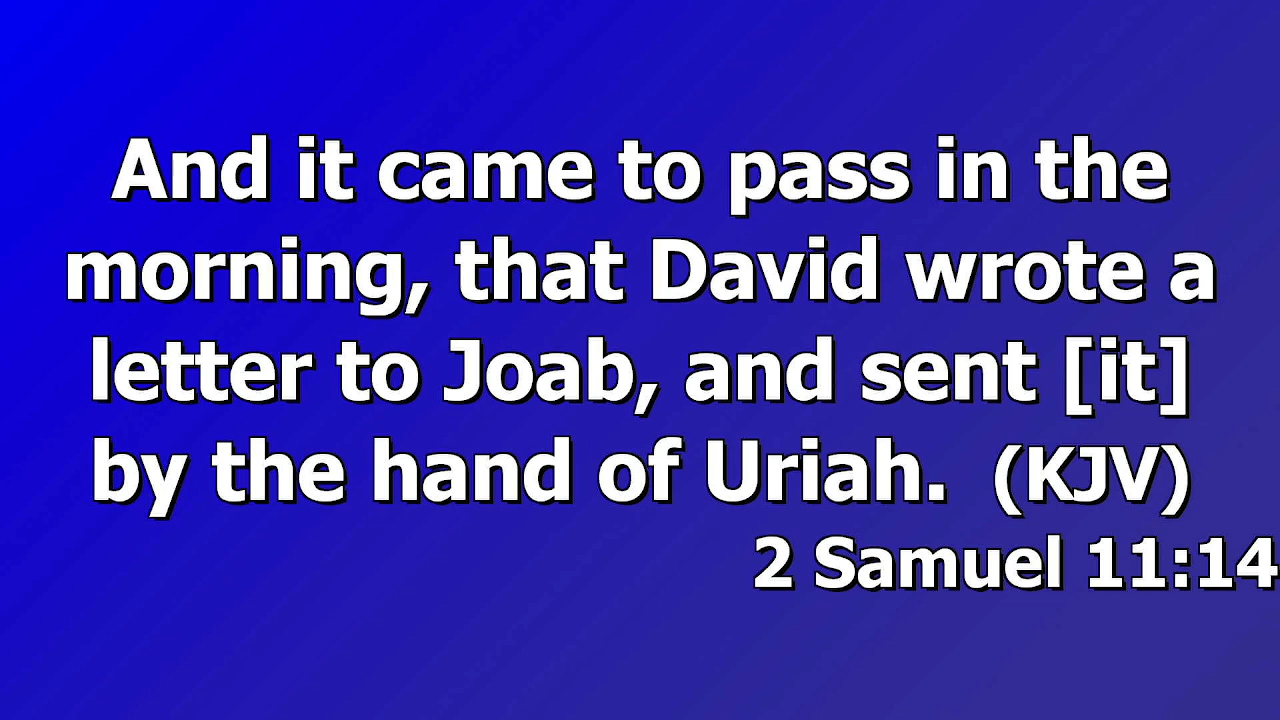 And it came to pass in the
morning, that David wrote a
letter to Joab, and sent [it]
by the hand of Uriah.  (KJV)
2 Samuel 11:14